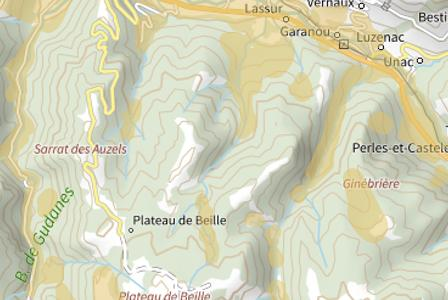 Lassur
Vernaux
Garanou
Luzenac
Unac
Besti
Sarrat des Auzels
Perles-et-Castele
Ginébrière
B. de Gudanes
Plateau de Beille
Plateau de Beille